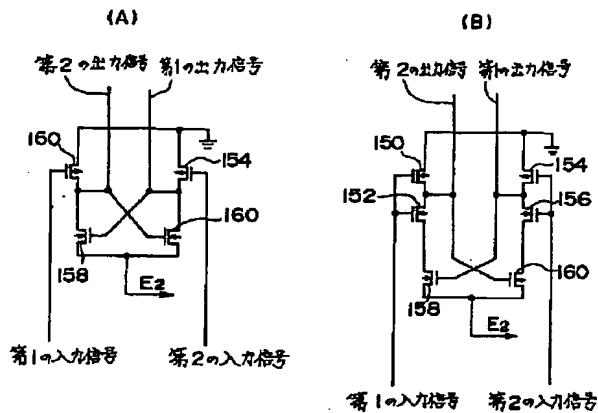 (A)
第2の出力信号
第1の出力信号
160
154
160
158
E2
第1の入力信号
第2の入力信号
(B)
第2の出力信号
第1の出力信号
150
154
152
156
160
158
E2
第1の入力信号
第2の入力信号